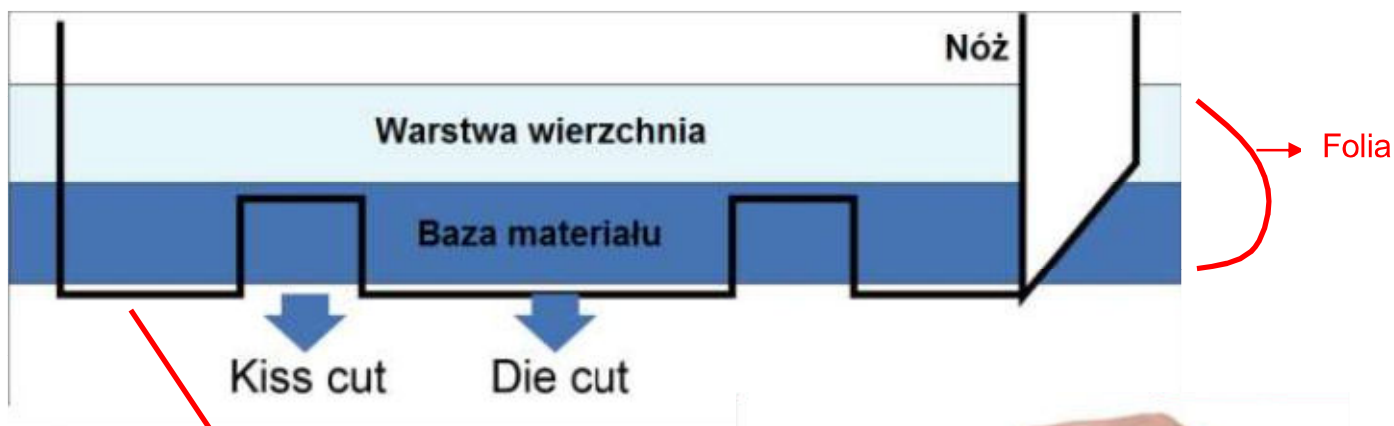 Nóż
Warstwa wierzchnia
Folia
Baza materiału
Kiss cut
Die cut